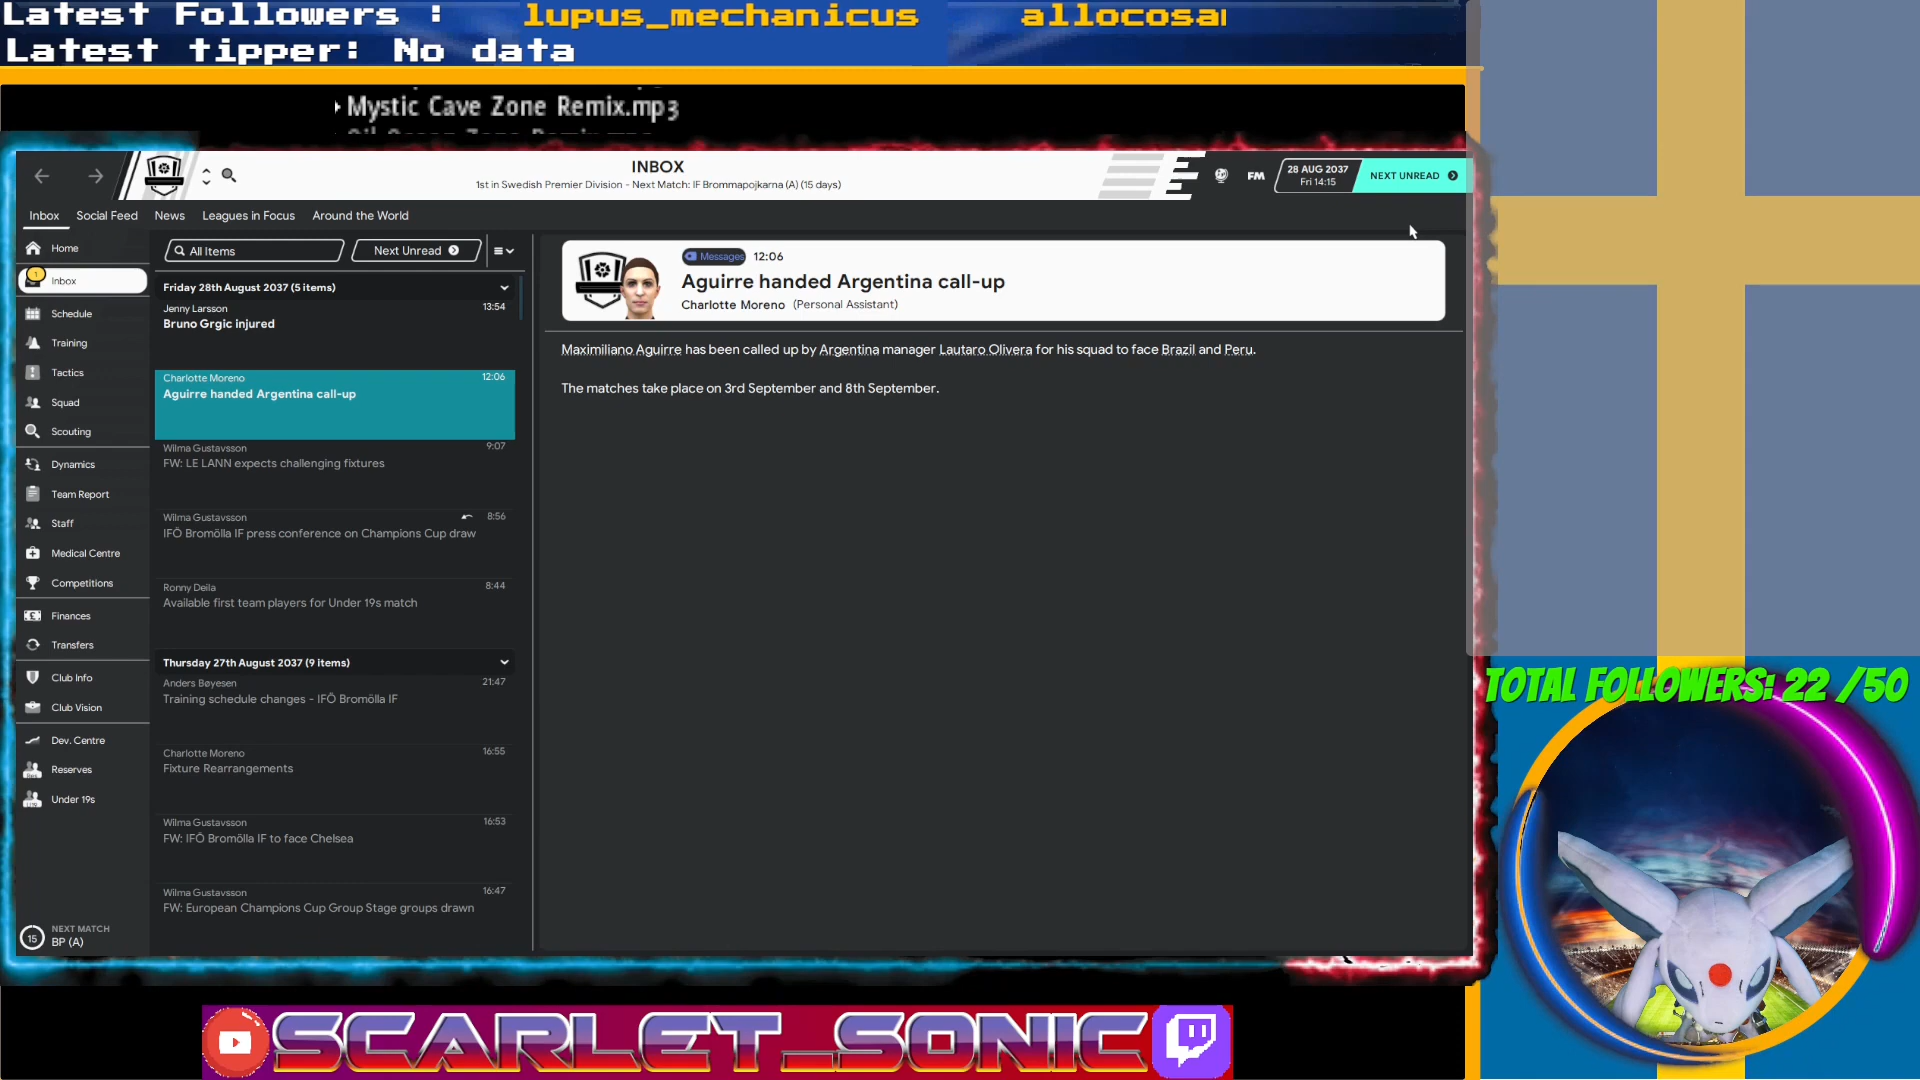 Latest Followers : lupus_mechanicus allocosa
Latest tipper: No data
Mystic Cave Zone Remix.mp3
INBOX
1st in Swedish Premier Division - Next Match: IF Brommapojkarna (A) (15 days)
FM
28 AUG 2037
Fri 14:15
NEXT UNREAD
Inbox Social Feed News Leagues in Focus Around the World
Home
1
Inbox
Schedule
Training
Tactics
Squad
Scouting
Dynamics
Team Report
Staff
Medical Centre
Competitions
Finances
Transfers
Club Info
Club Vision
Dev. Centre
Reserves
Under 19s
15
NEXT MATCH
BP (A)
All Items
Next Unread
Friday 28th August 2037 (5 items)
Jenny Larsson 13:54
Bruno Grgic injured
Charlotte Moreno 12:06
Aguirre handed Argentina call-up
Wilma Gustavsson 9:07
FW: LE LANN expects challenging fixtures
Wilma Gustavsson 8:56
IFÖ Bromölla IF press conference on Champions Cup draw
Ronny Deila 8:44
Available first team players for Under 19s match
Thursday 27th August 2037 (9 items)
Anders Bøyesen 21:47
Training schedule changes - IFÖ Bromölla IF
Charlotte Moreno 16:55
Fixture Rearrangements
Wilma Gustavsson 16:53
FW: IFÖ Bromölla IF to face Chelsea
Wilma Gustavsson 16:47
FW: European Champions Cup Group Stage groups drawn
Messages 12:06
Aguirre handed Argentina call-up
Charlotte Moreno (Personal Assistant)
Maximiliano Aguirre has been called up by Argentina manager Lautaro Olivera for his squad to face Brazil and Peru.
The matches take place on 3rd September and 8th September.
TOTAL FOLLOWERS: 22 /50
SCARLET_SONIC